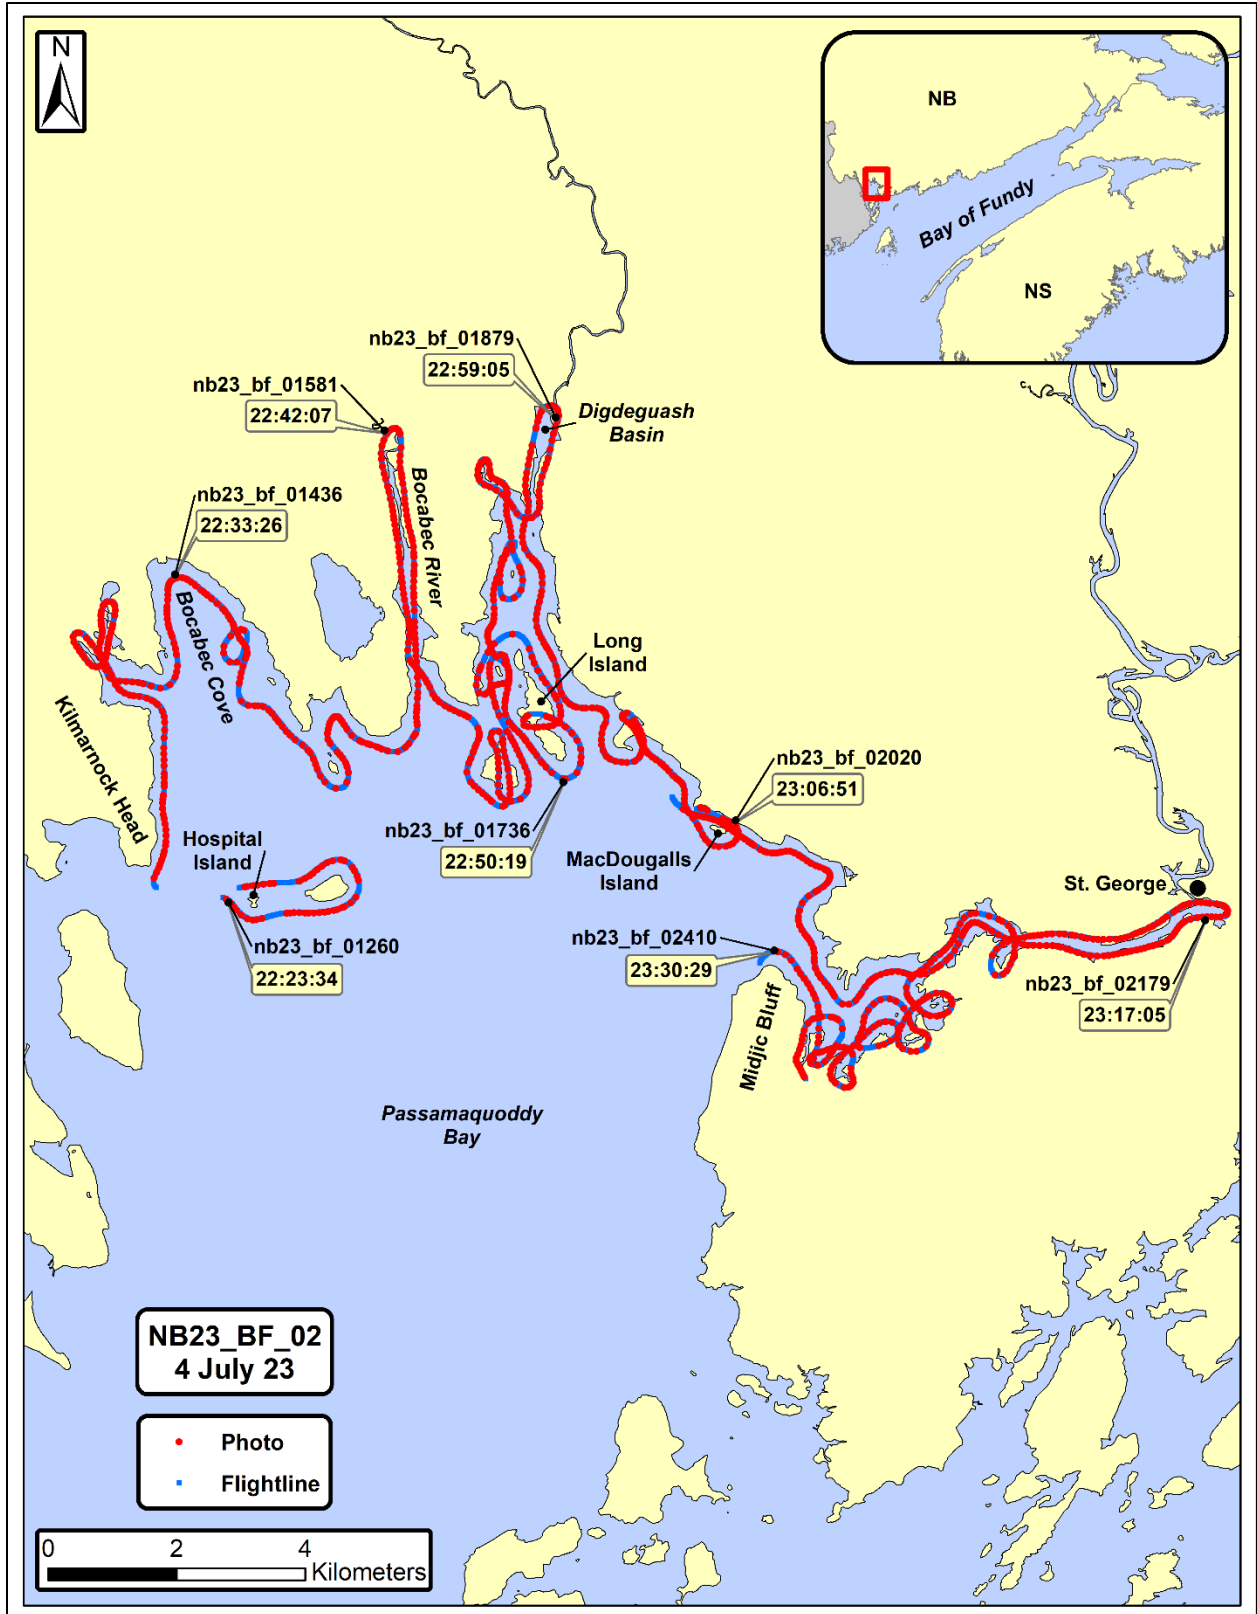 N
NB
Bay of Fundy
NS
nb23_bf_01879
22:59:05
nb23_bf_01581
22:42:07
Digdeguash
Basin
nb23_bf_01436
22:33:26
Bocabec River
Bocabec Cove
Long
Island
Kilmarnock Head
nb23_bf_02020
23:06:51
nb23_bf_01736
22:50:19
Hospital
Island
MacDougalls
Island
St. George
nb23_bf_01260
22:23:34
nb23_bf_02410
23:30:29
nb23_bf_02179
23:17:05
Midjic Bluff
Passamaquoddy
Bay
NB23_BF_02
4 July 23
Photo
Flightline
0 2 4
Kilometers